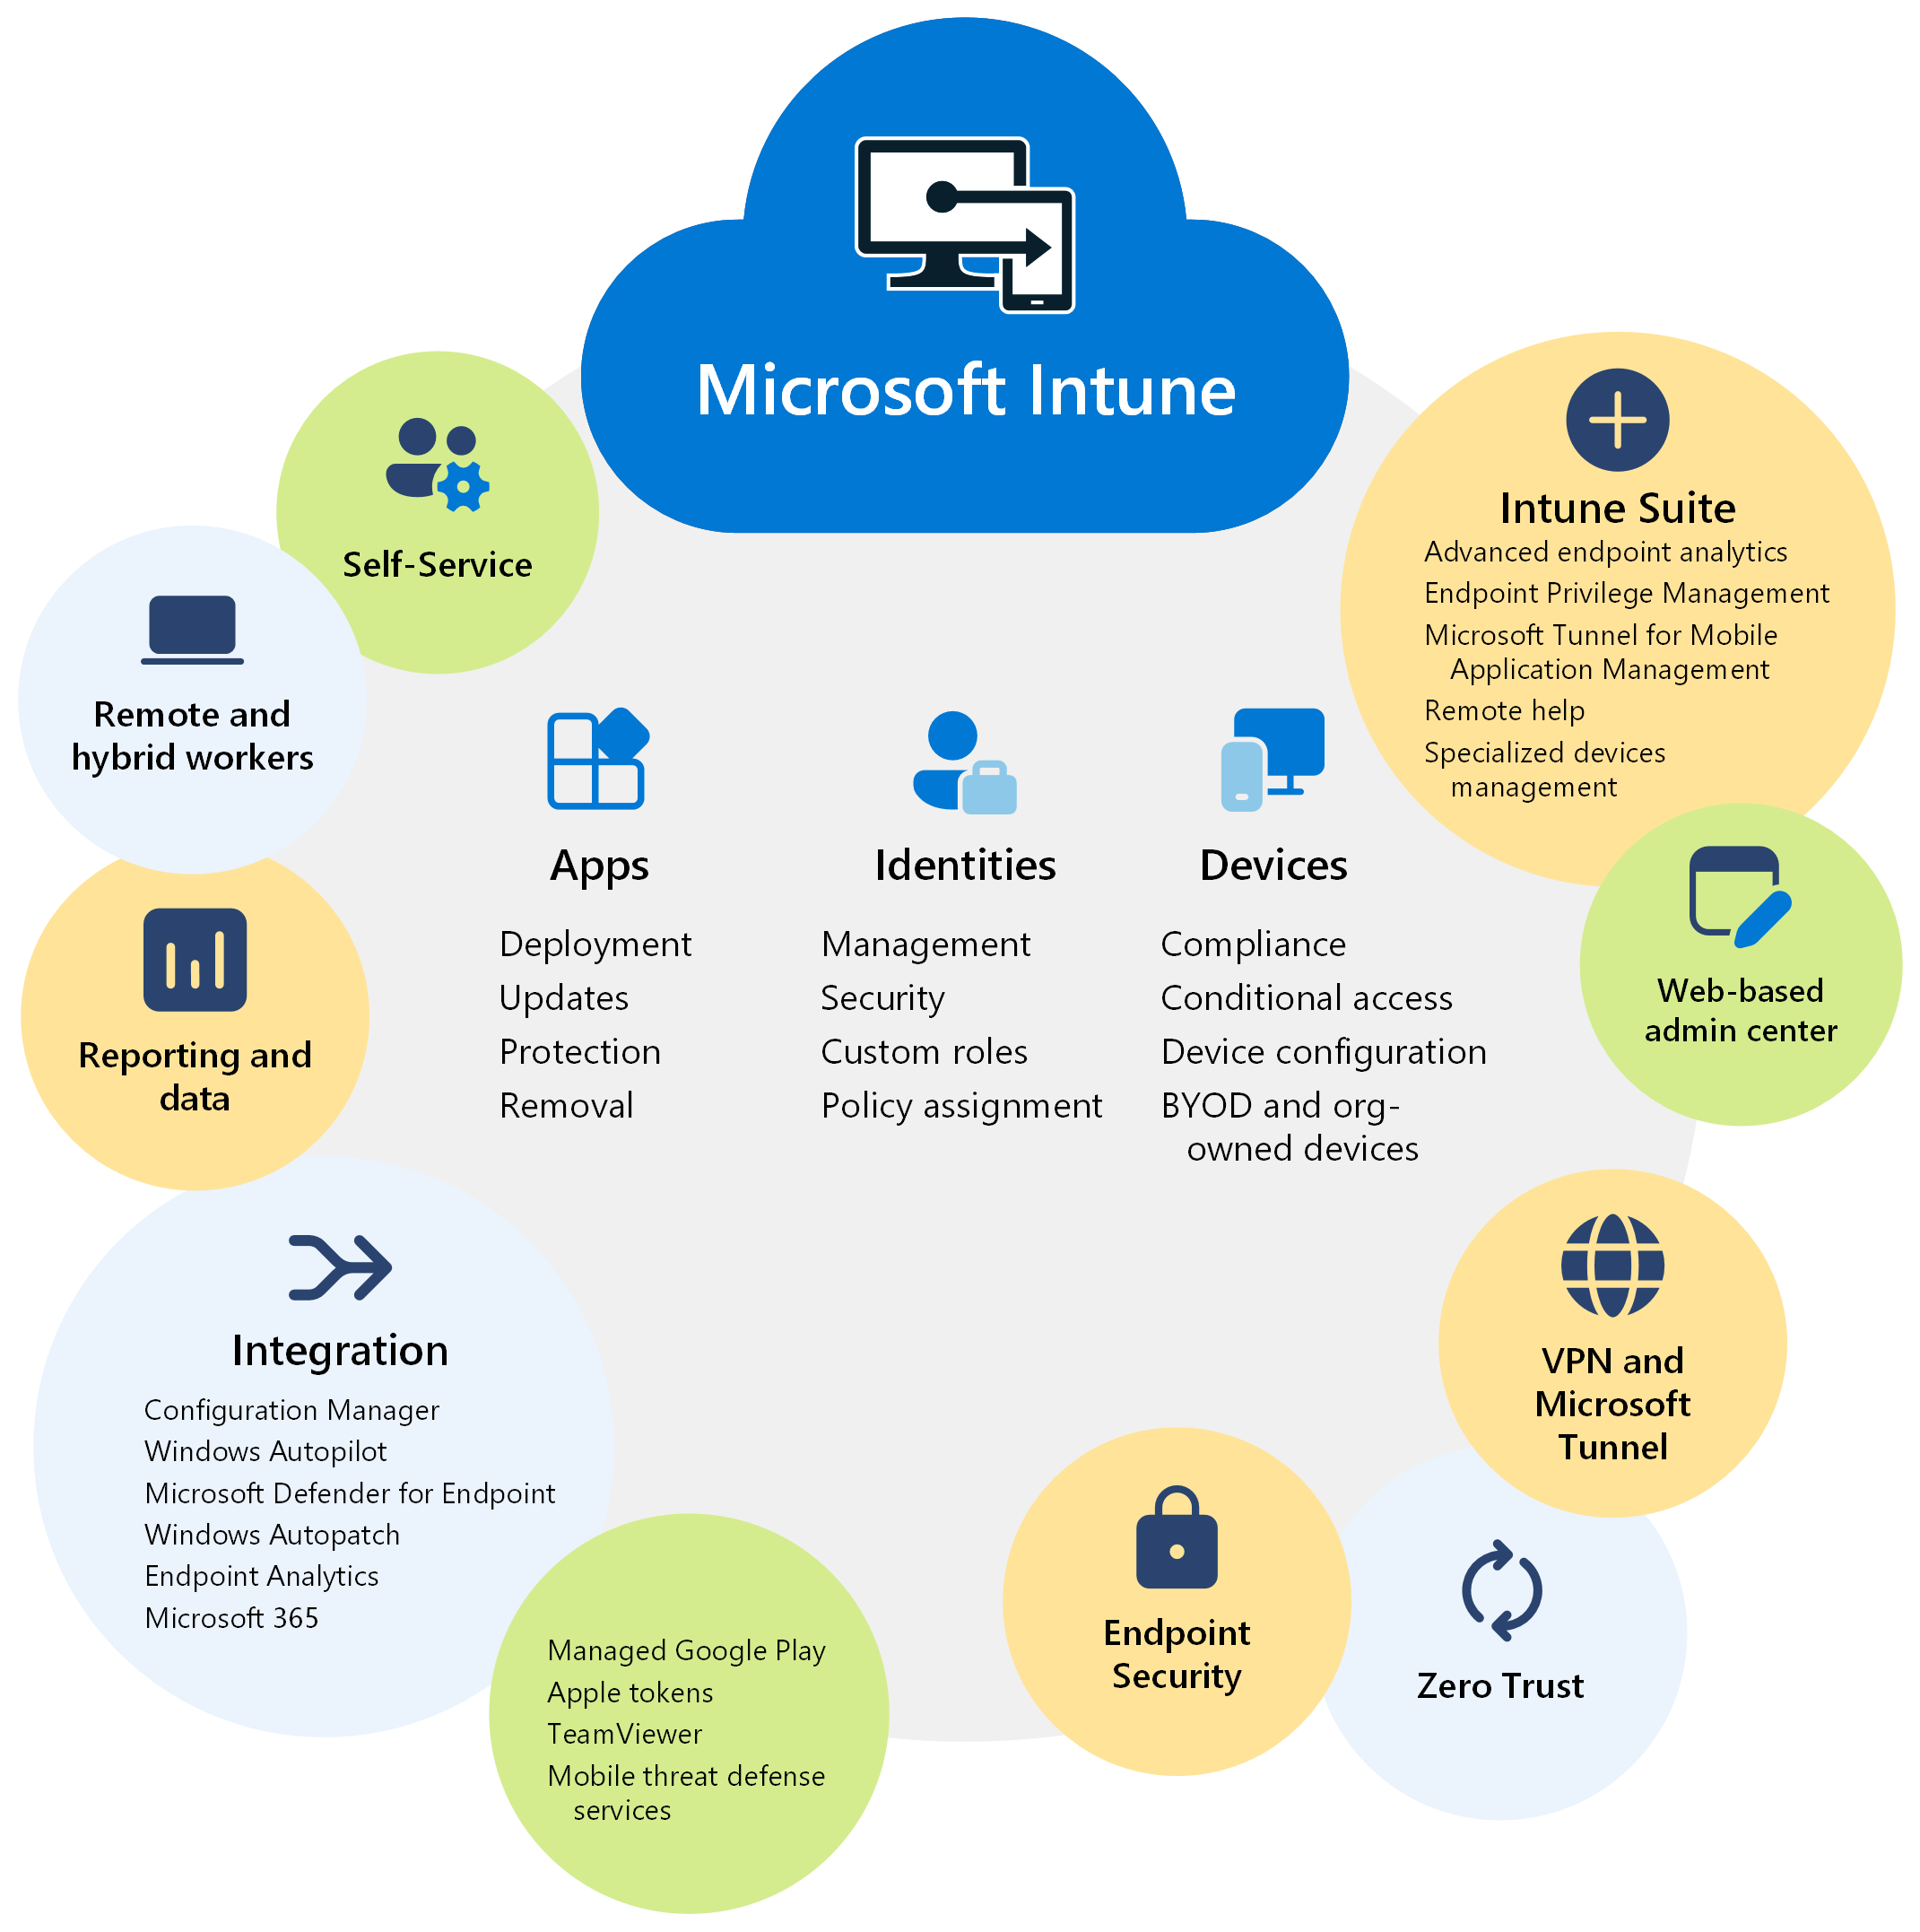 Microsoft Intune
Self-Service
Remote and
hybrid workers
Reporting and
data
Intune Suite
Advanced endpoint analytics
Endpoint Privilege Management
Microsoft Tunnel for Mobile
Application Management
Remote help
Specialized devices
management
Web-based
admin center
Apps
Deployment
Updates
Protection
Removal
Identities
Management
Security
Custom roles
Policy assignment
Devices
Compliance
Conditional access
Device configuration
BYOD and org-
owned devices
Integration
Configuration Manager
Windows Autopilot
Microsoft Defender for Endpoint
Windows Autopatch
Endpoint Analytics
Microsoft 365
Managed Google Play
Apple tokens
TeamViewer
Mobile threat defense
services
Endpoint
Security
Zero Trust
VPN and
Microsoft
Tunnel